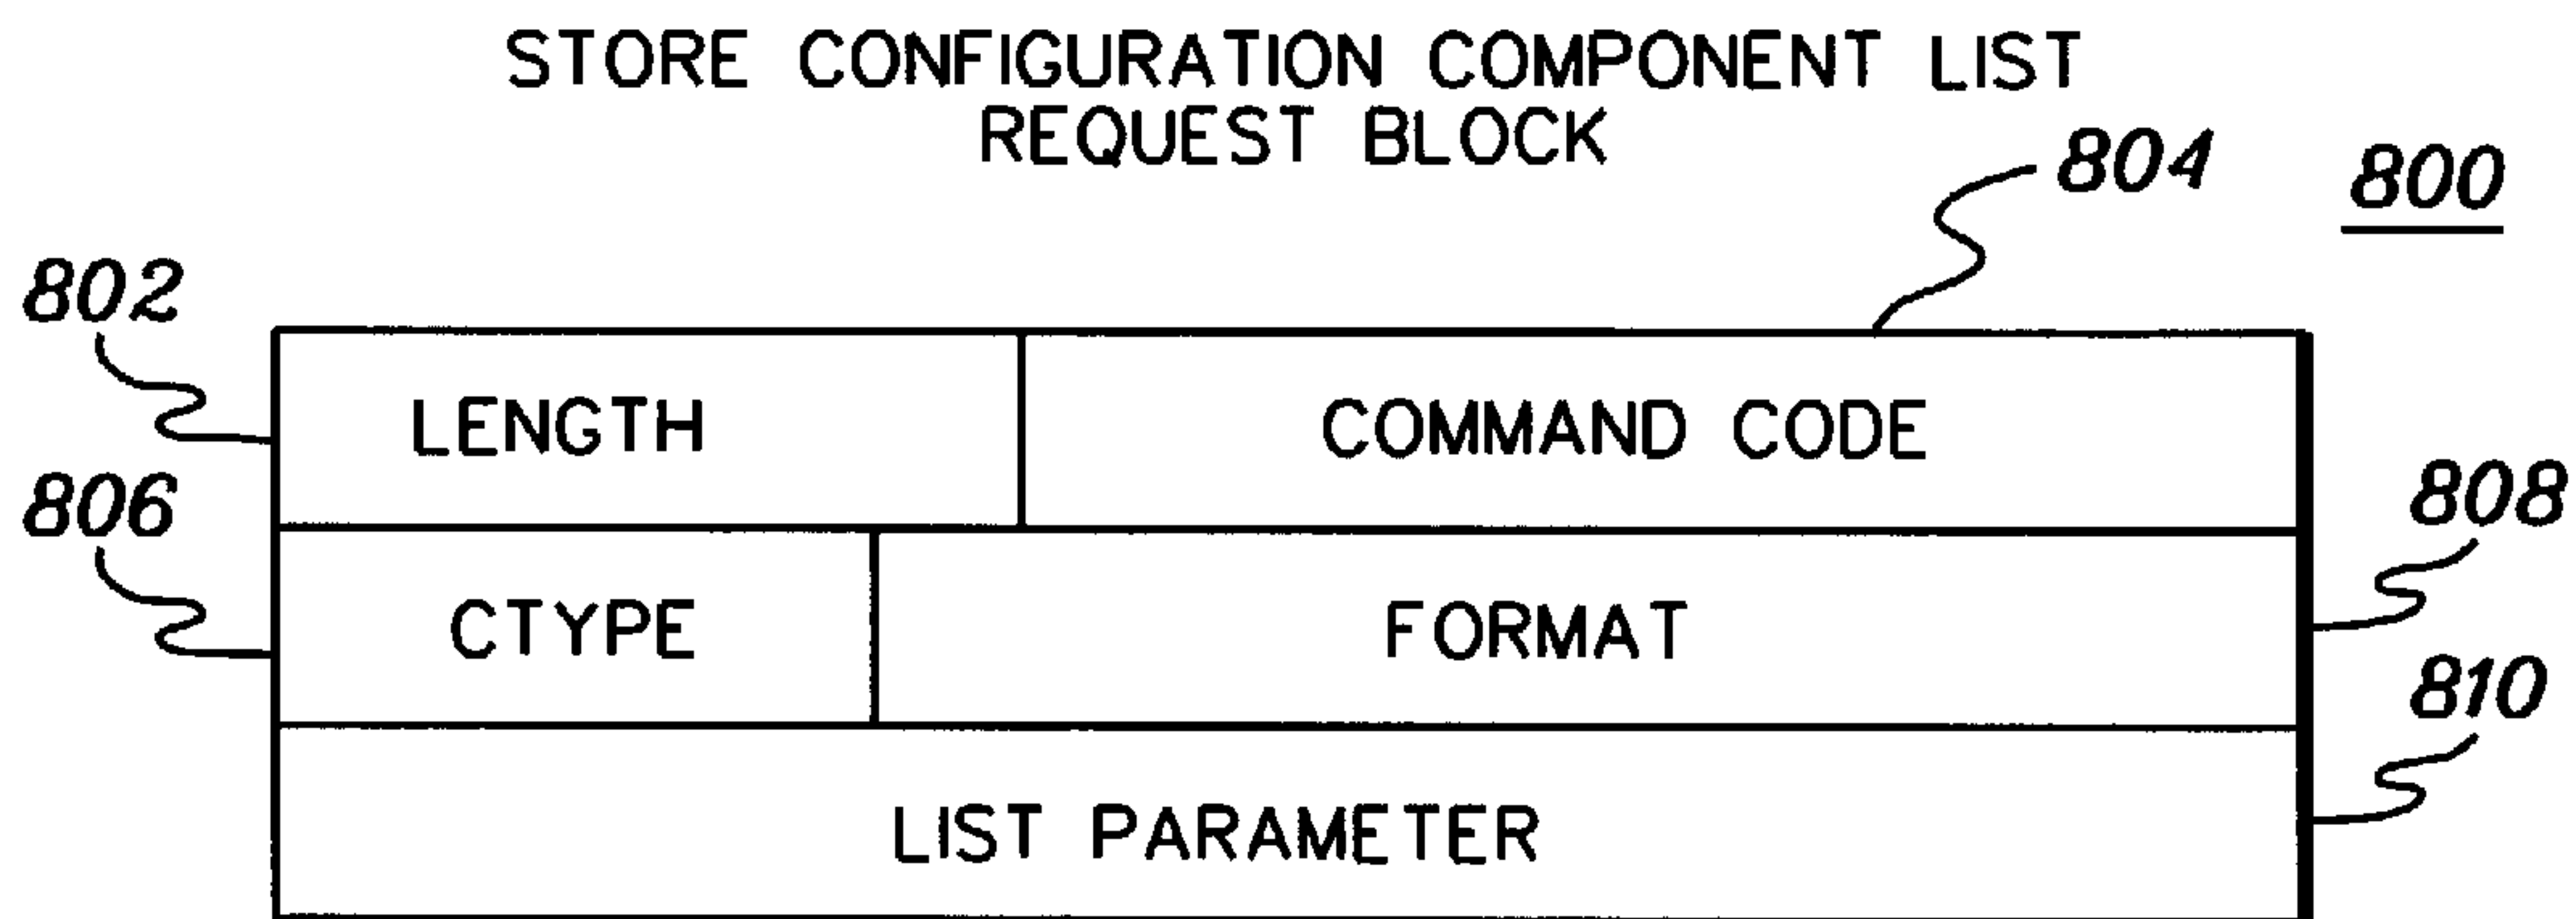 STORE CONFIGURATION COMPONENT LIST
REQUEST BLOCK
804
800
802
LENGTH
COMMAND CODE
806
808
CTYPE
FORMAT
810
LIST PARAMETER